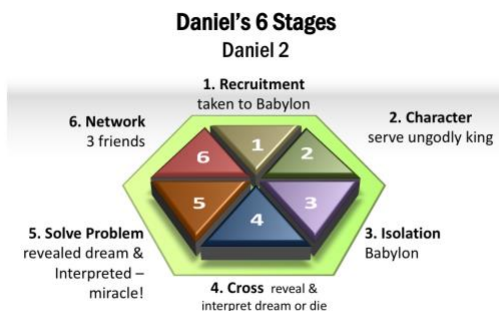 Daniel's 6 Stages
Daniel 2
1. Recruitment
taken to Babylon
2. Character
serve ungodly king
3. Isolation
Babylon
4. Cross reveal &
interpret dream or die
5. Solve Problem
revealed dream &
Interpreted –
miracle!
6. Network
3 friends
1
2
3
4
5
6